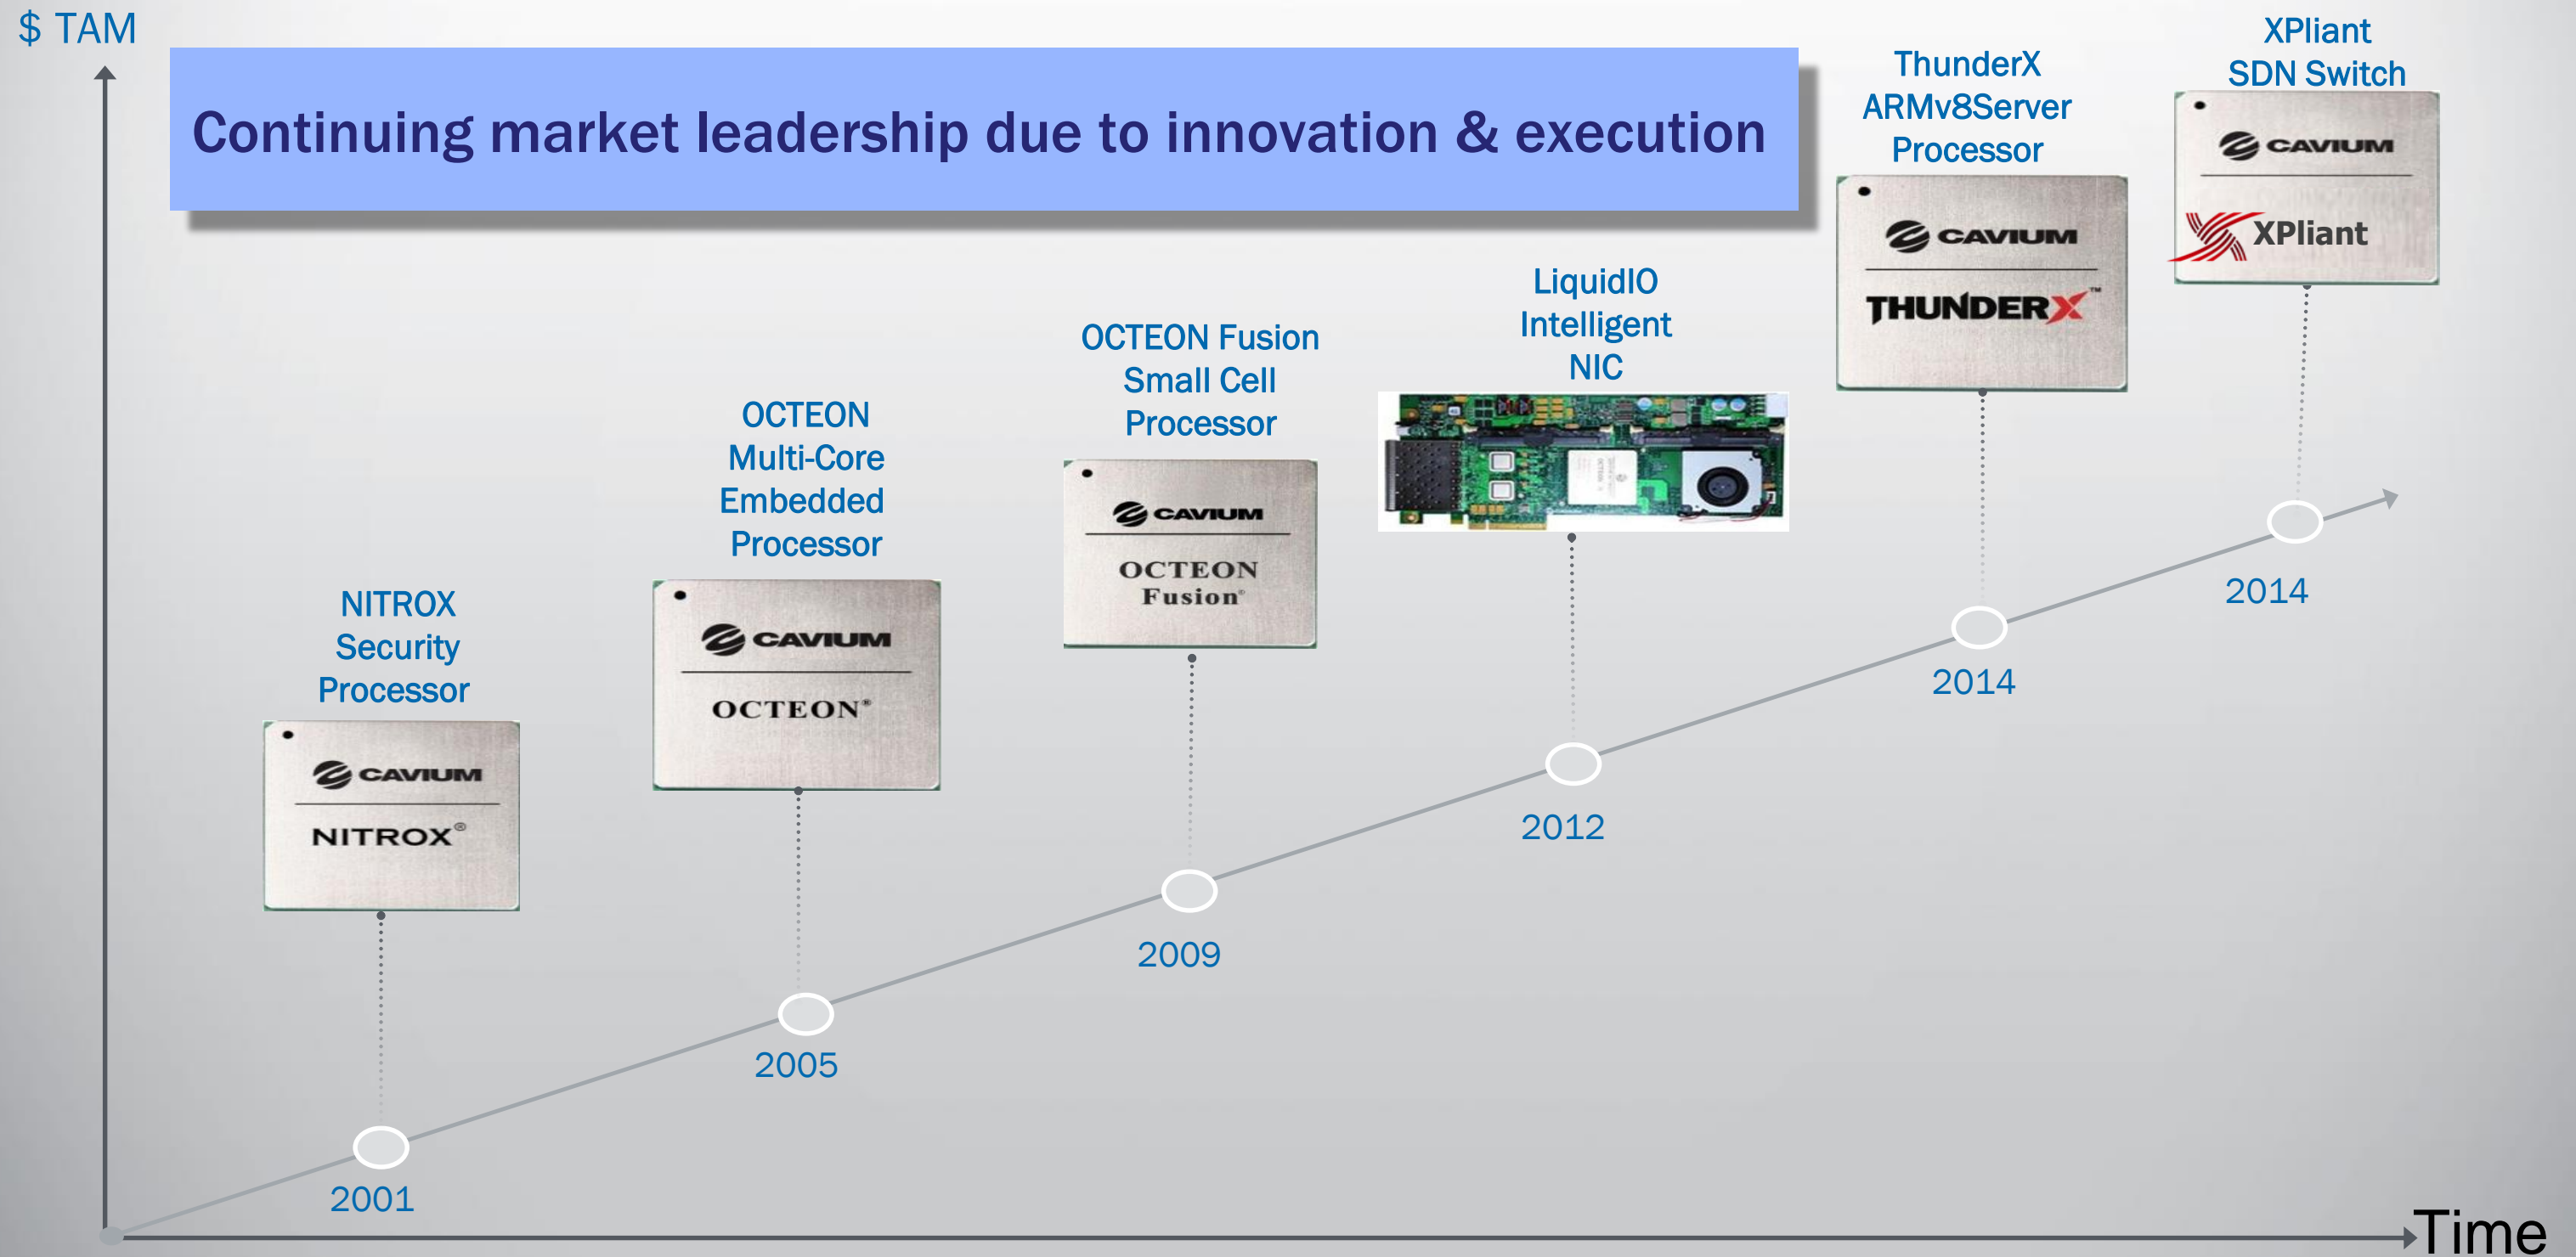 $ TAM
Continuing market leadership due to innovation & execution
NITROX
Security
Processor
CAVIUM
NITROX®
2001
OCTEON
Multi-Core
Embedded
Processor
CAVIUM
OCTEON®
2005
OCTEON Fusion
Small Cell
Processor
CAVIUM
OCTEON
Fusion®
2009
LiquidIO
Intelligent
NIC
2012
ThunderX
ARMv8Server
Processor
CAVIUM
THUNDERX™
2014
XPliant
SDN Switch
CAVIUM
XPliant
2014
Time